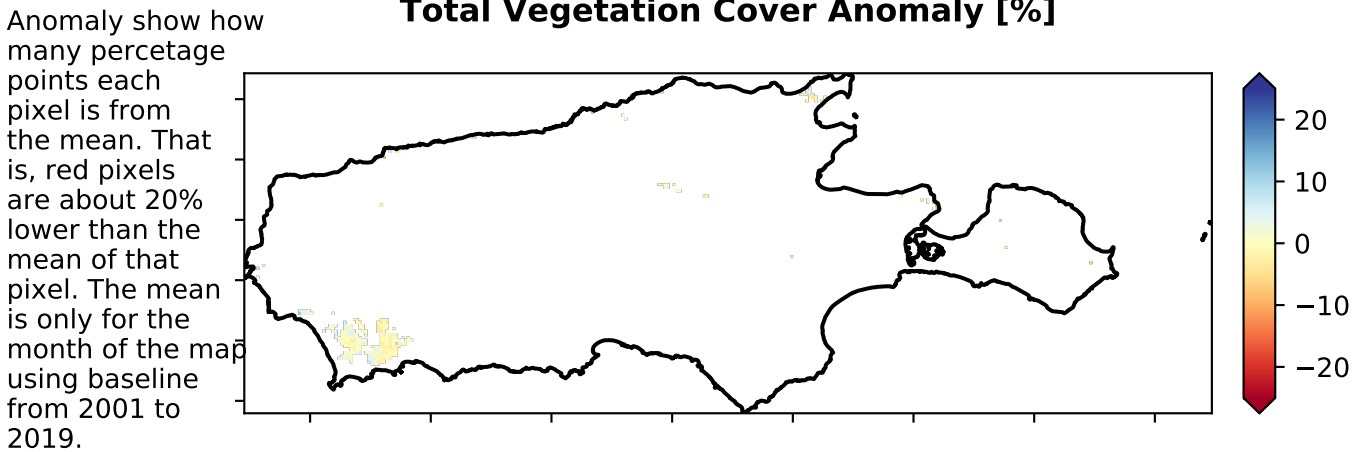 Total Vegetation Cover Anomaly [%]
Anomaly show how
many percetage
points each
pixel is from
the mean. That
is, red pixels
are about 20%
lower than the
mean of that
pixel. The mean
is only for the
month of the map
using baseline
from 2001 to
2019.
20
10
0
−10
−20